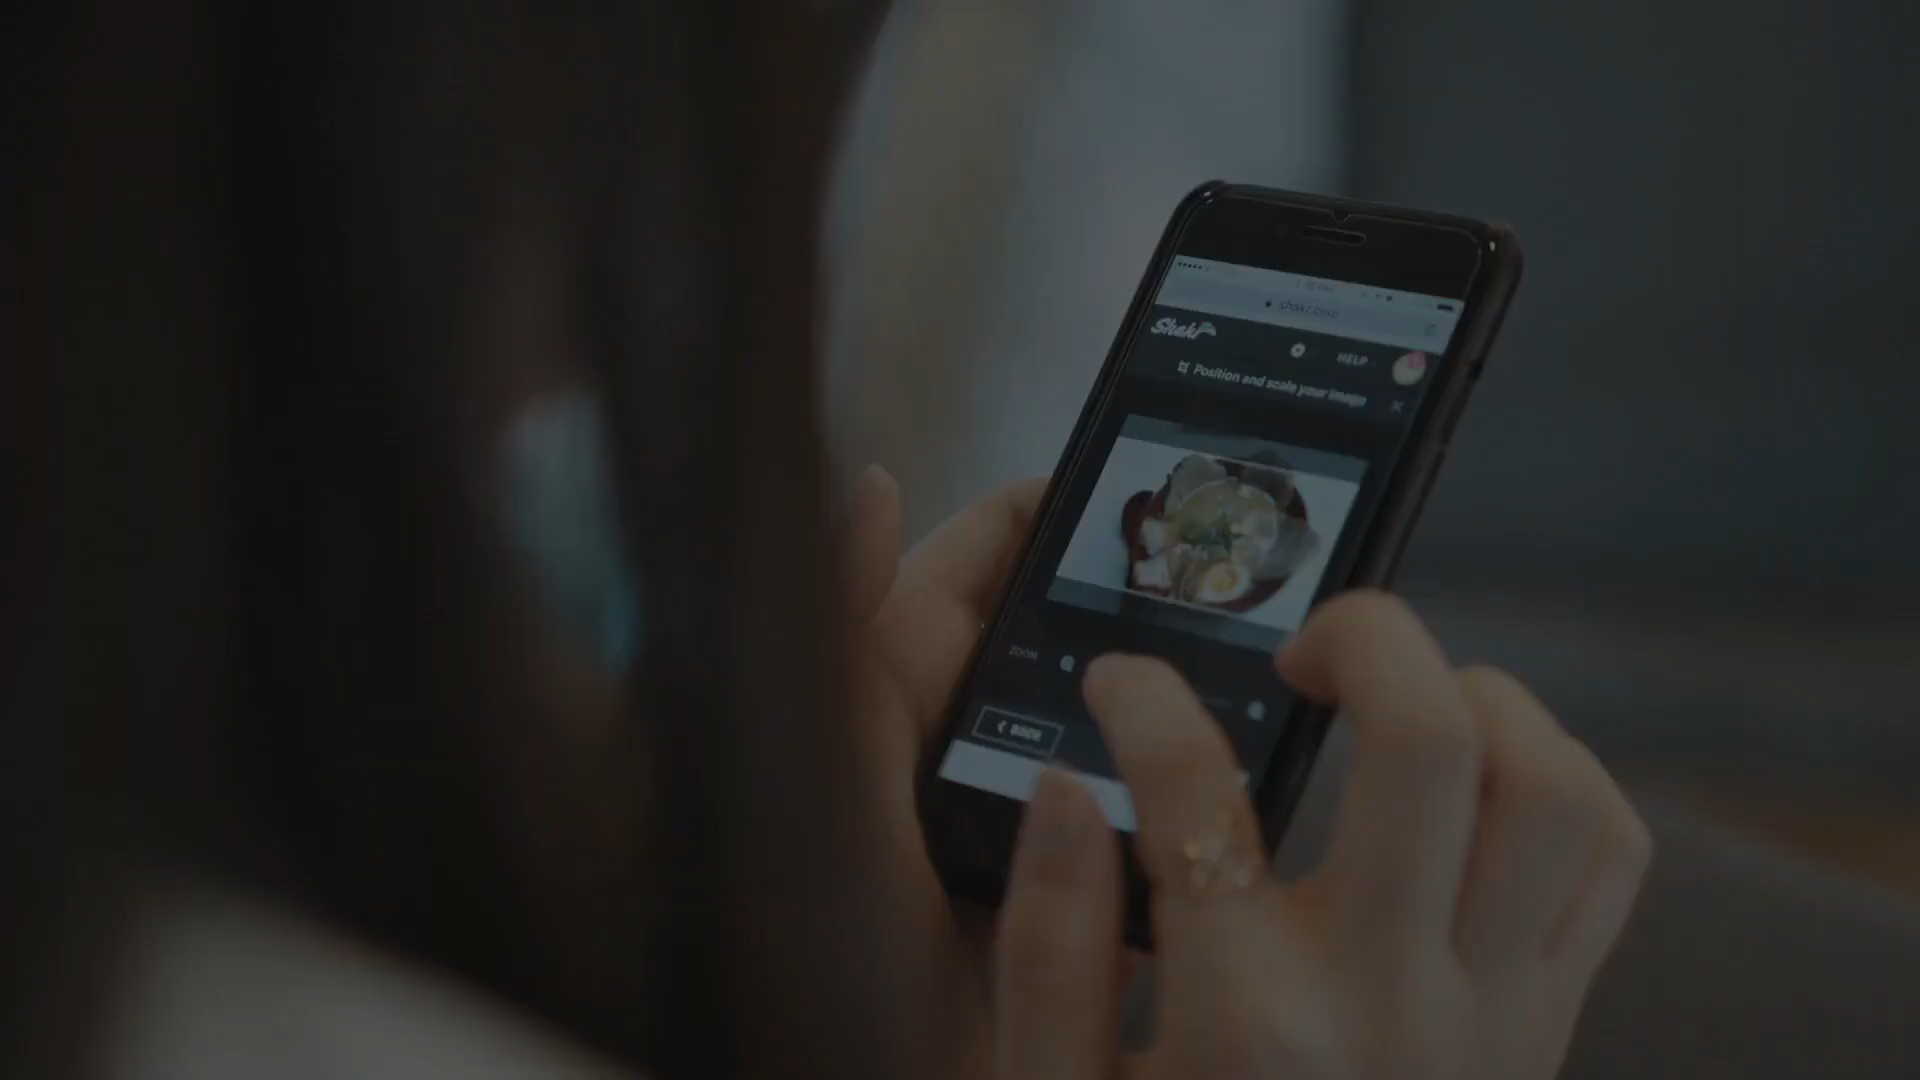 shakr.com
Shakr
HELP
Position and scale your image
ZOOM
BACK